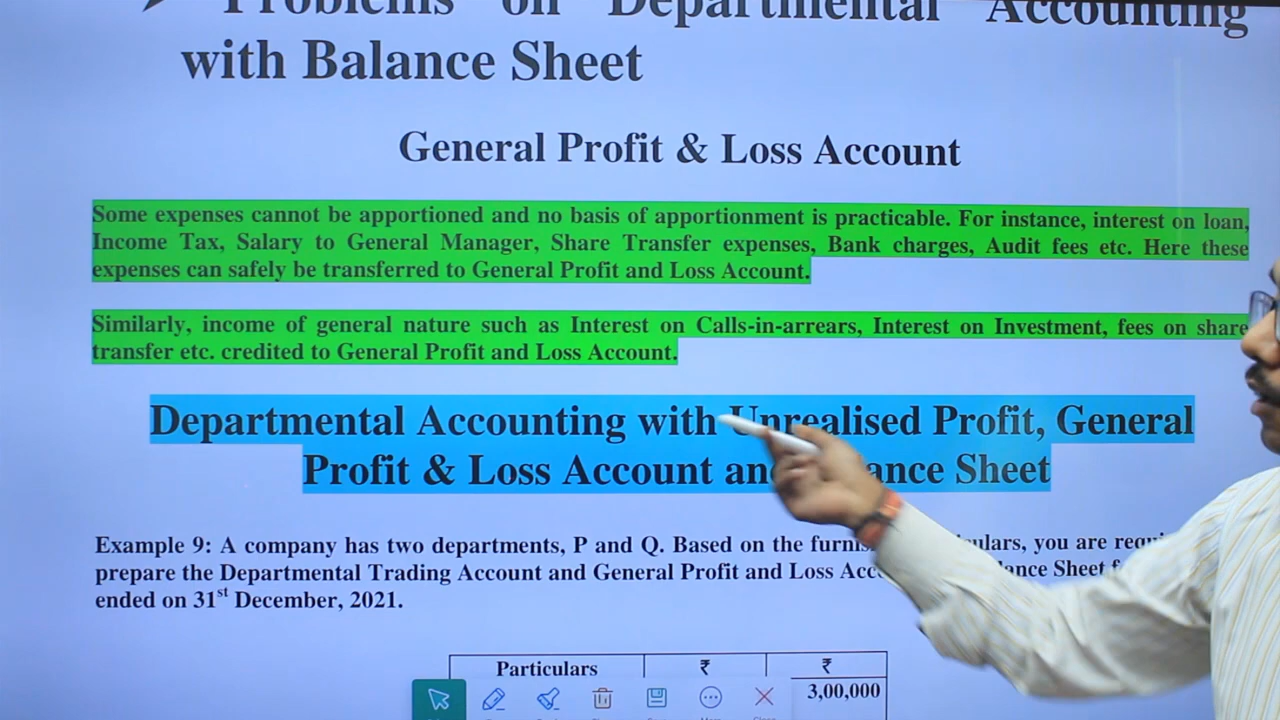 Problems on Departmental Accounting
with Balance Sheet
General Profit & Loss Account
Some expenses cannot be apportioned and no basis of apportionment is practicable. For instance, interest on loan,
Income Tax, Salary to General Manager, Share Transfer expenses, Bank charges, Audit fees etc. Here these
expenses can safely be transferred to General Profit and Loss Account.
Similarly, income of general nature such as Interest on Calls-in-arrears, Interest on Investment, fees on share
transfer etc. credited to General Profit and Loss Account.
Departmental Accounting with Unrealised Profit, General
Profit & Loss Account Sheet
Example 9: A company has two departments, P and Q. Based on the you are
prepare the Departmental Trading Account and General Profit and Loss Sheet
ended on 31st December, 2021.
Particulars ₹ ₹
3,00,000